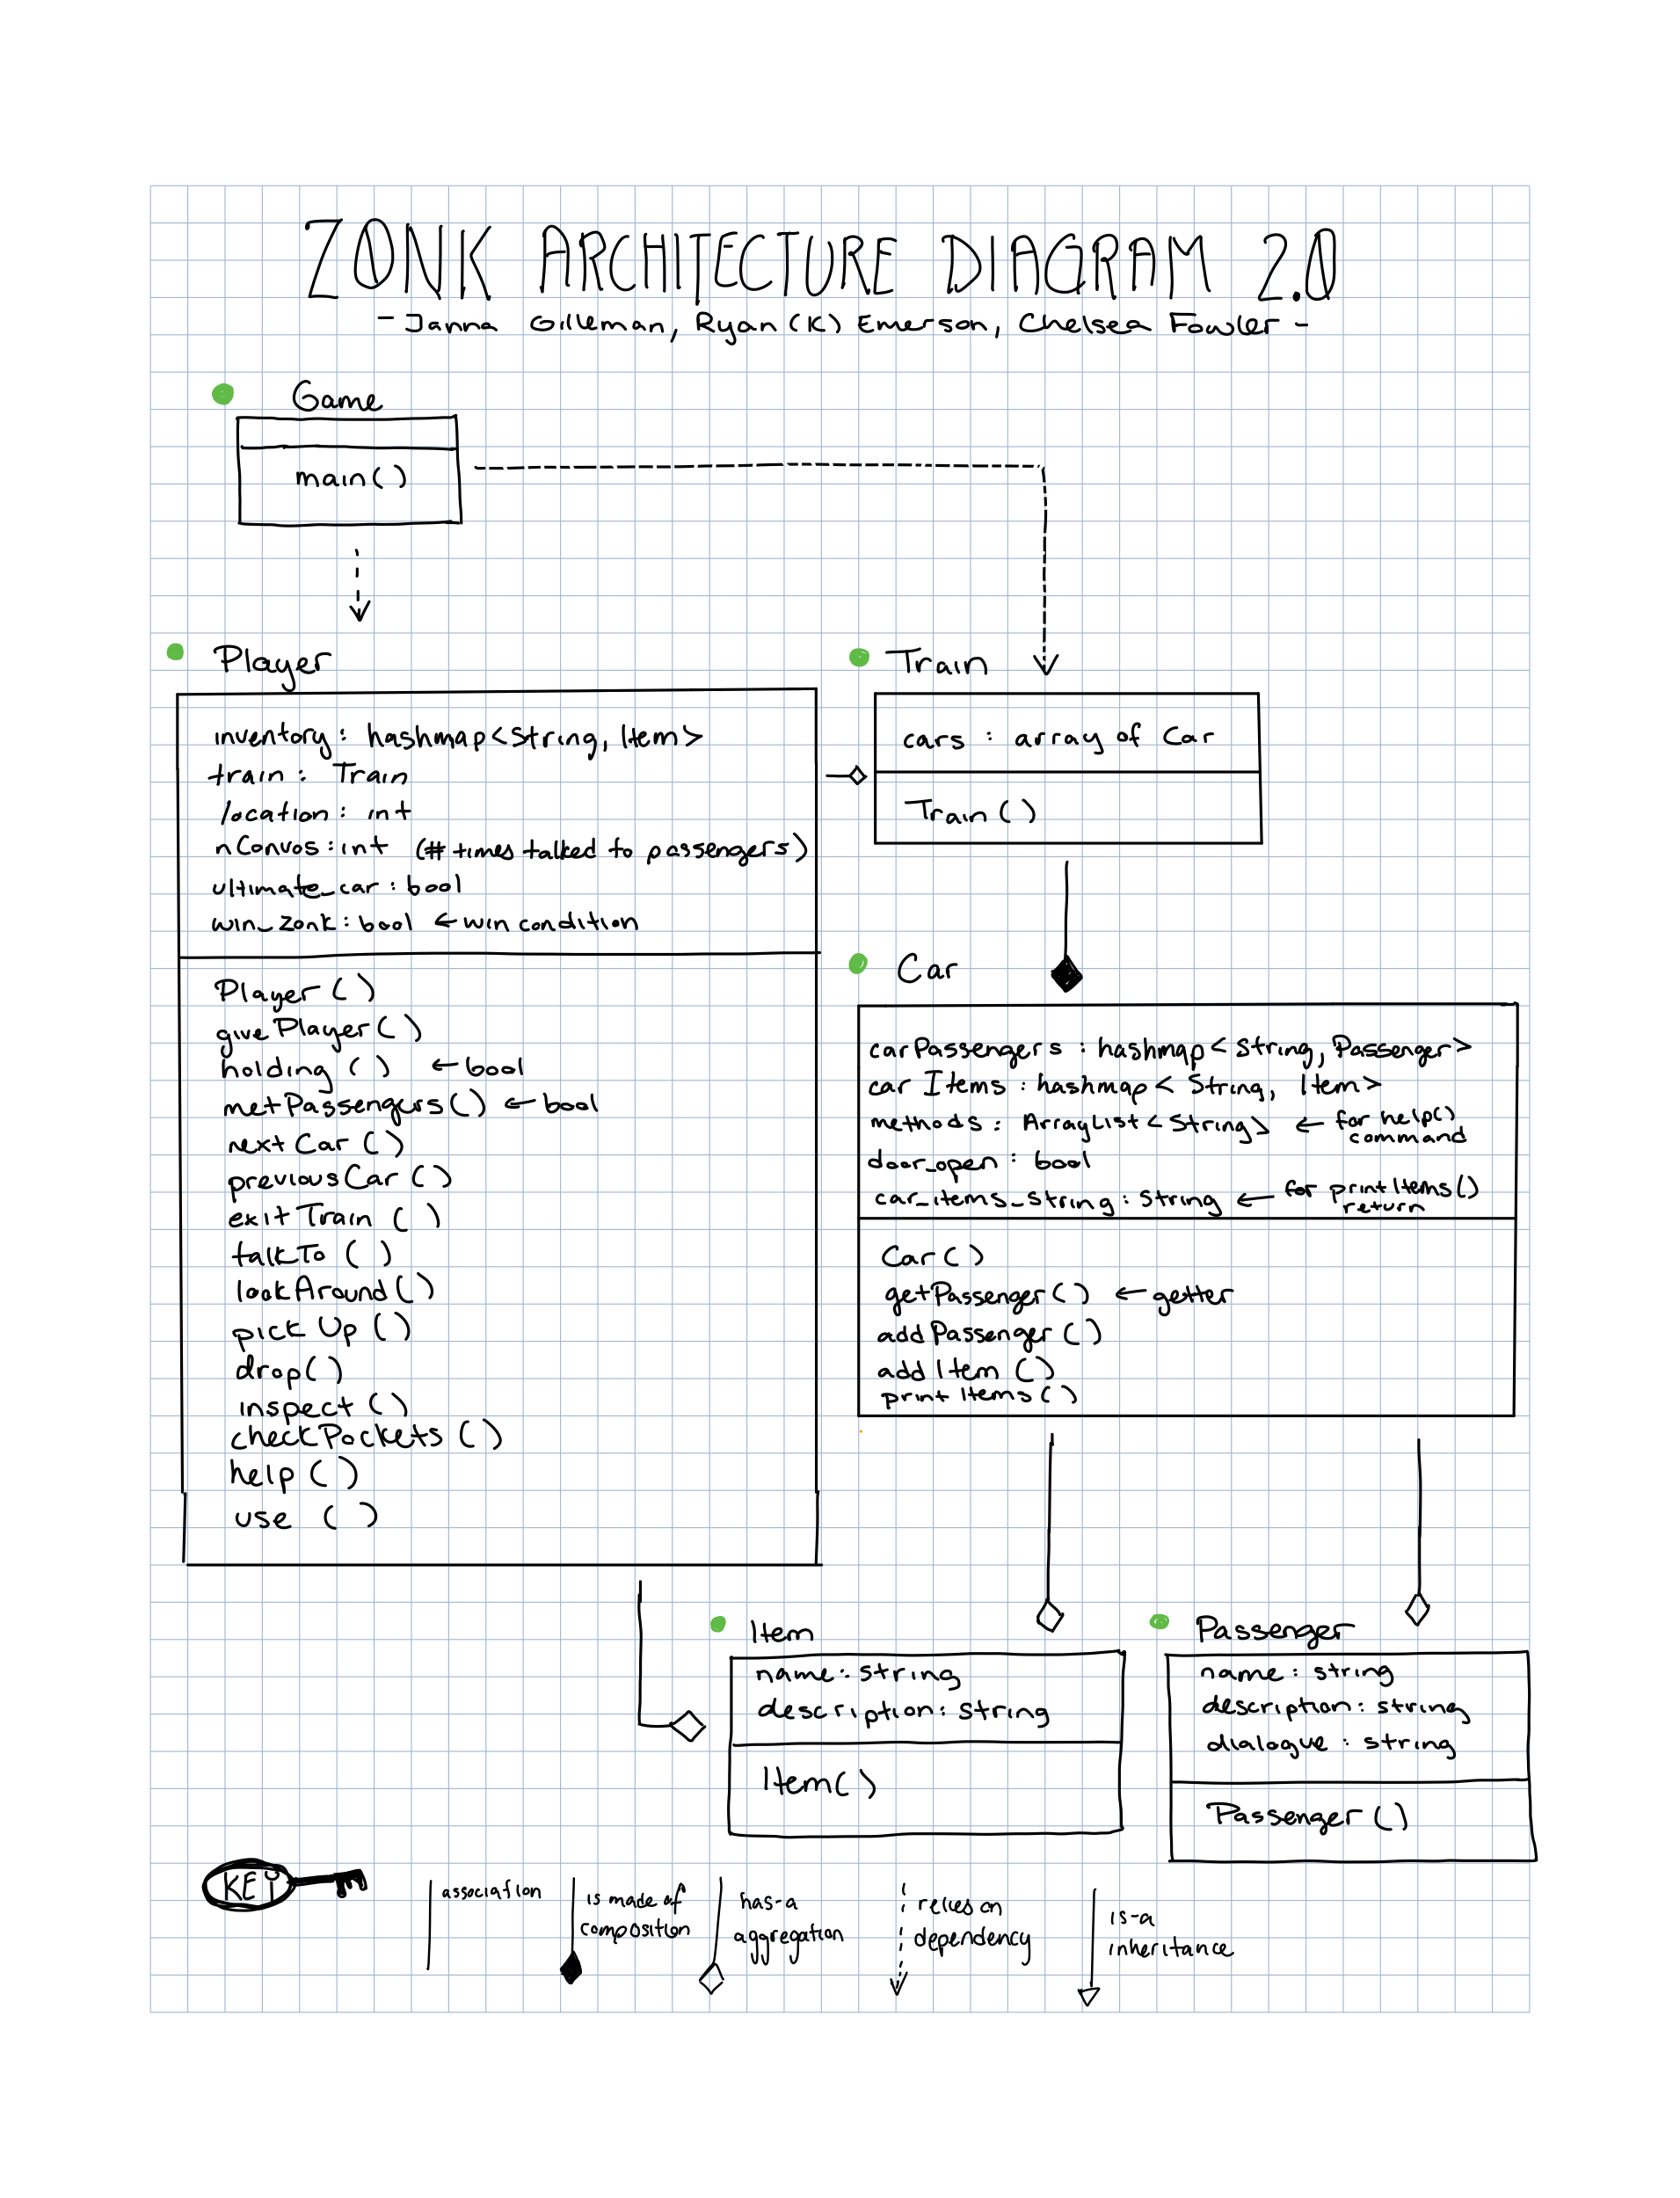 ZONK ARCHITECTURE DIAGRAM 2.0
- Janna Gilleman, Ryan (K) Emerson, Chelsea Fowler -
Game
main()
Player
inventory: hashmap<String, Item>
train: Train
location: int
nConvos: int (# times talked to passengers)
ultimate_car: bool
win_zonk: bool ← win condition
Player()
givePlayer()
holding() ← bool
metPassengers() ← bool
nextCar()
previousCar()
exitTrain()
talkTo()
lookAround()
pickUp()
drop()
inspect()
checkPockets()
help()
use()
Train
cars: array of Car
Train()
Car
carPassengers: hashmap<String, Passenger>
carItems: hashmap<String, Item>
methods: ArrayList<String> ← for help()
command
door_open: bool
car_items_string: String ← for printItems()
return
Car()
getPassenger() ← getter
addPassenger()
addItem()
printItems()
Item
name: string
description: string
Item()
Passenger
name: string
description: string
dialogue: string
Passenger()
KEY
association
is made of
composition
has-a
aggregation
relies on
dependency
is-a
inheritance